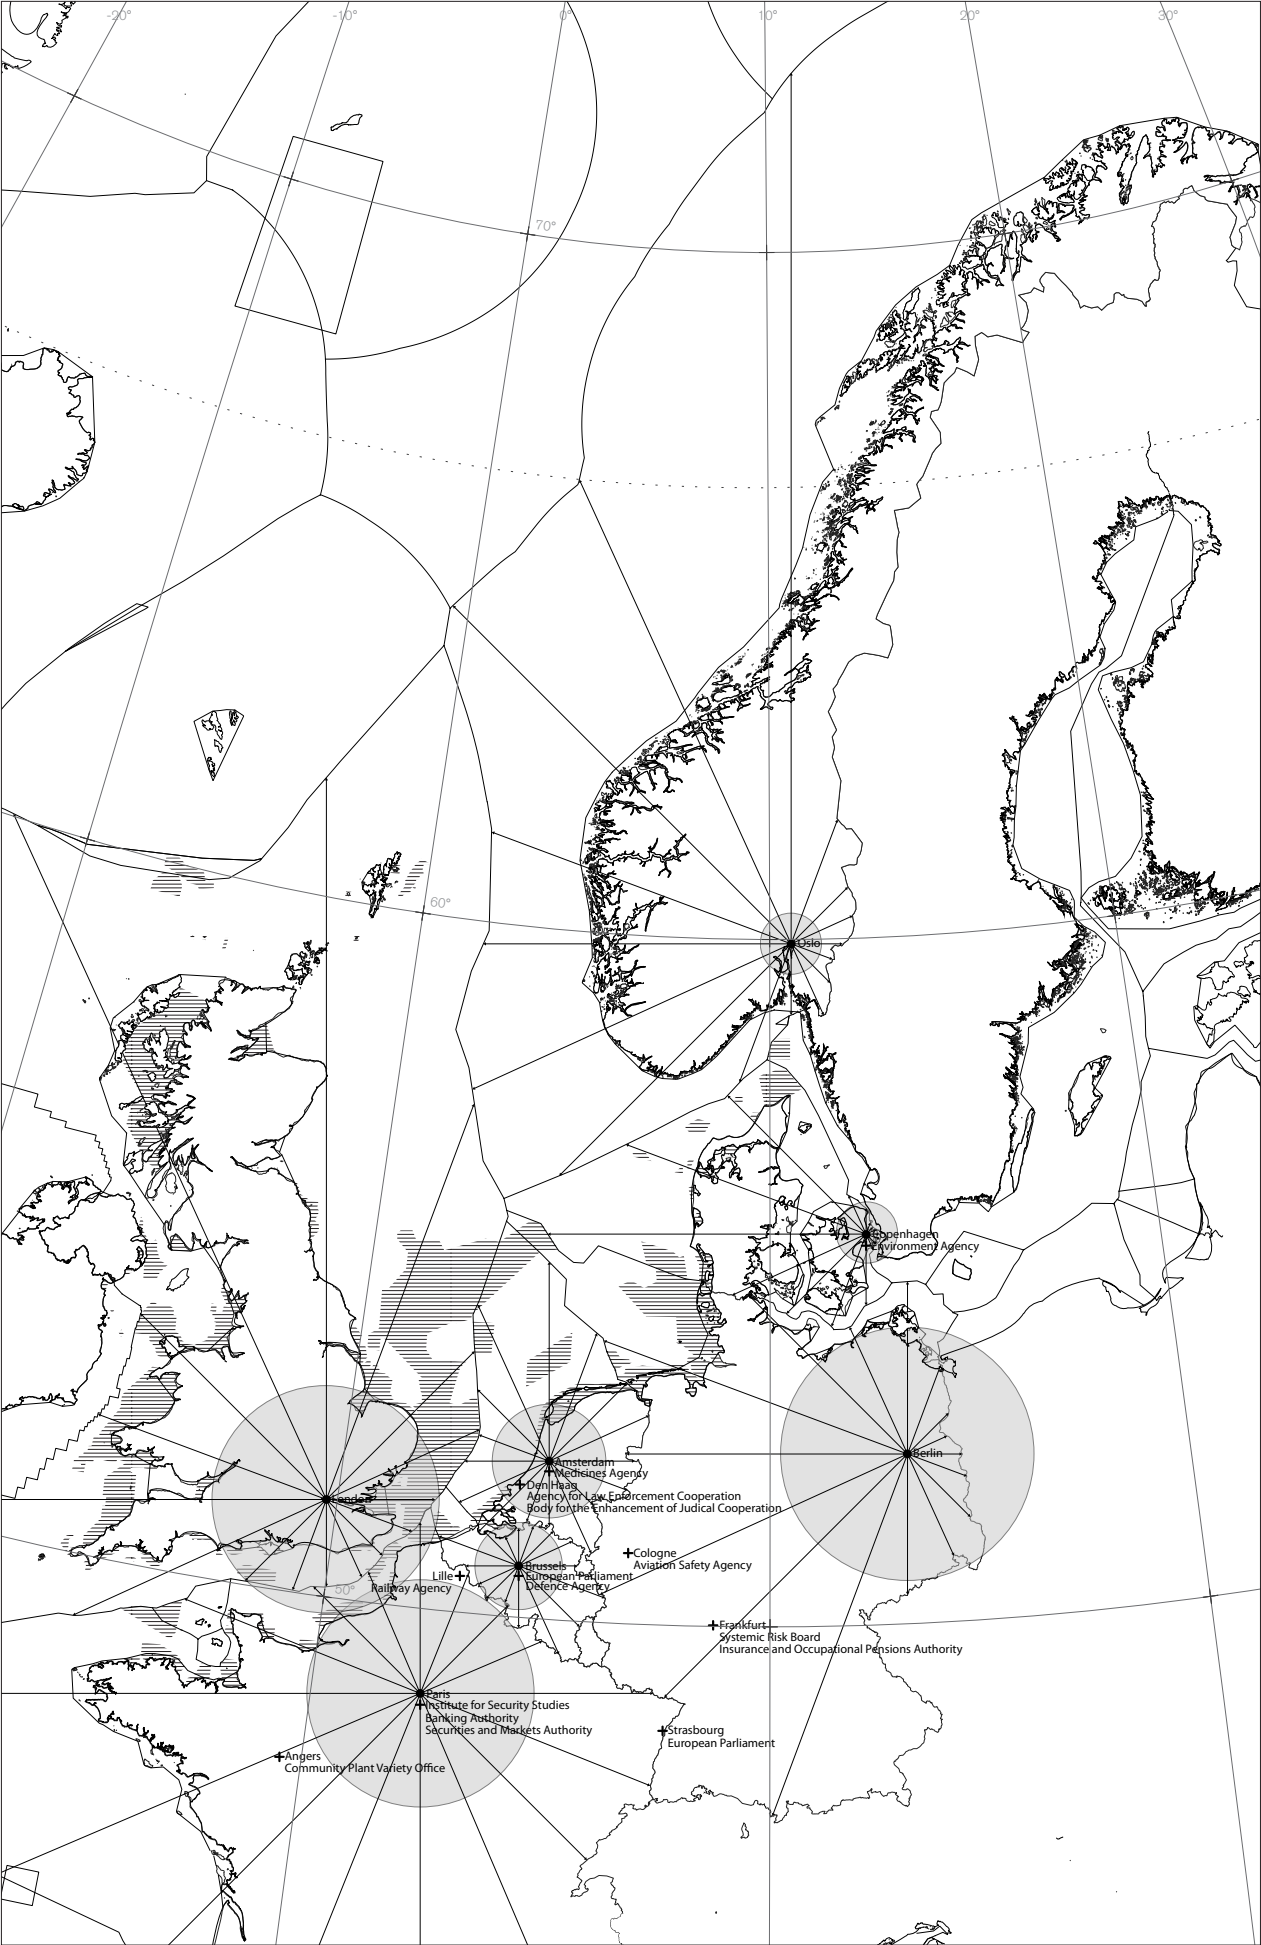 -20°
-10°
0°
10°
20°
30°
70°
60°
Oslo
Copenhagen
Environment Agency
Berlin
Amsterdam
Medicines Agency
Den Haag
Agency for Law Enforcement Cooperation
Body for the Enhancement of Judical Cooperation
London
Cologne
Aviation Safety Agency
Brussels
European Parliament
Defence Agency
Lille
Railway Agency
50°
Frankfurt
Systemic Risk Board
Insurance and Occupational Pensions Authority
Paris
Institute for Security Studies
Banking Authority
Securities and Markets Authority
Strasbourg
European Parliament
Angers
Community Plant Variety Office